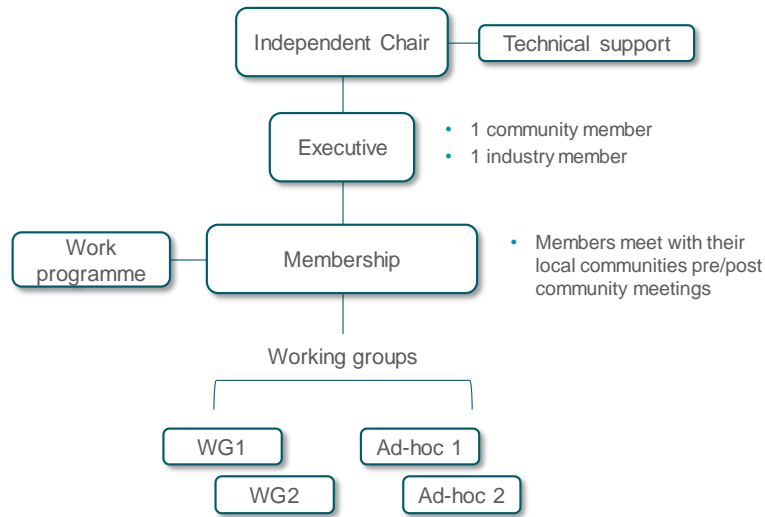 Independent Chair
Technical support
Executive
• 1 community member
• 1 industry member
Work
programme
Membership
• Members meet with their
local communities pre/post
community meetings
Working groups
WG1
Ad-hoc 1
WG2
Ad-hoc 2